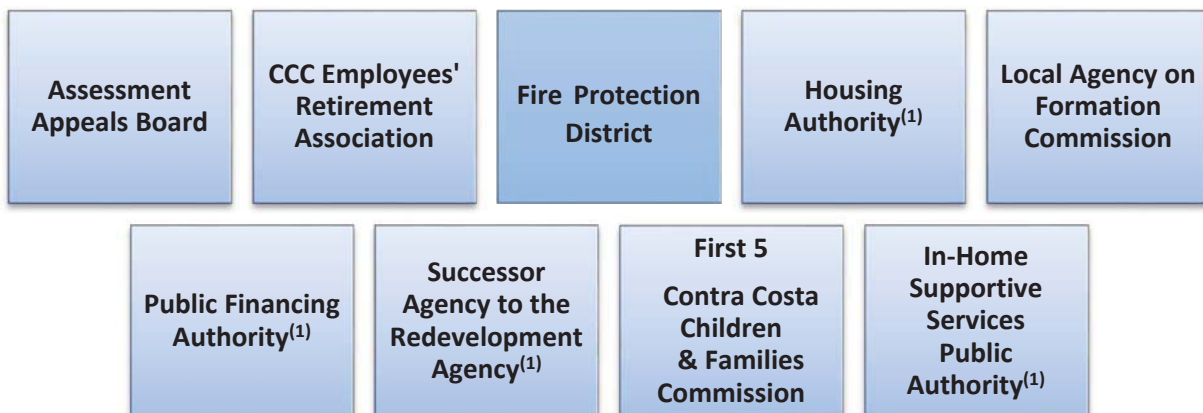 Assessment
Appeals Board
CCC Employees'
Retirement
Association
Fire Protection
District
Housing
Authority(1)
Local Agency on
Formation
Commission
Public Financing
Authority(1)
Successor
Agency to the
Redevelopment
Agency(1)
First 5
Contra Costa
Children
& Families
Commission
In-Home
Supportive
Services
Public
Authority(1)